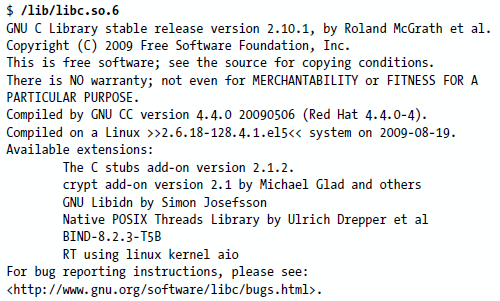 $ /lib/libc.so.6
GNU C Library stable release version 2.10.1, by Roland McGrath et al.
Copyright (C) 2009 Free Software Foundation, Inc.
This is free software; see the source for copying conditions.
There is NO warranty; not even for MERCHANTABILITY or FITNESS FOR A
PARTICULAR PURPOSE.
Compiled by GNU CC version 4.4.0 20090506 (Red Hat 4.4.0-4).
Compiled on a Linux >>2.6.18-128.4.1.el5<< system on 2009-08-19.
Available extensions:
The C stubs add-on version 2.1.2.
crypt add-on version 2.1 by Michael Glad and others
GNU Libidn by Simon Josefsson
Native POSIX Threads Library by Ulrich Drepper et al
BIND-8.2.3-T5B
RT using linux kernel aio
For bug reporting instructions, please see:
<http://www.gnu.org/software/libc/bugs.html>.